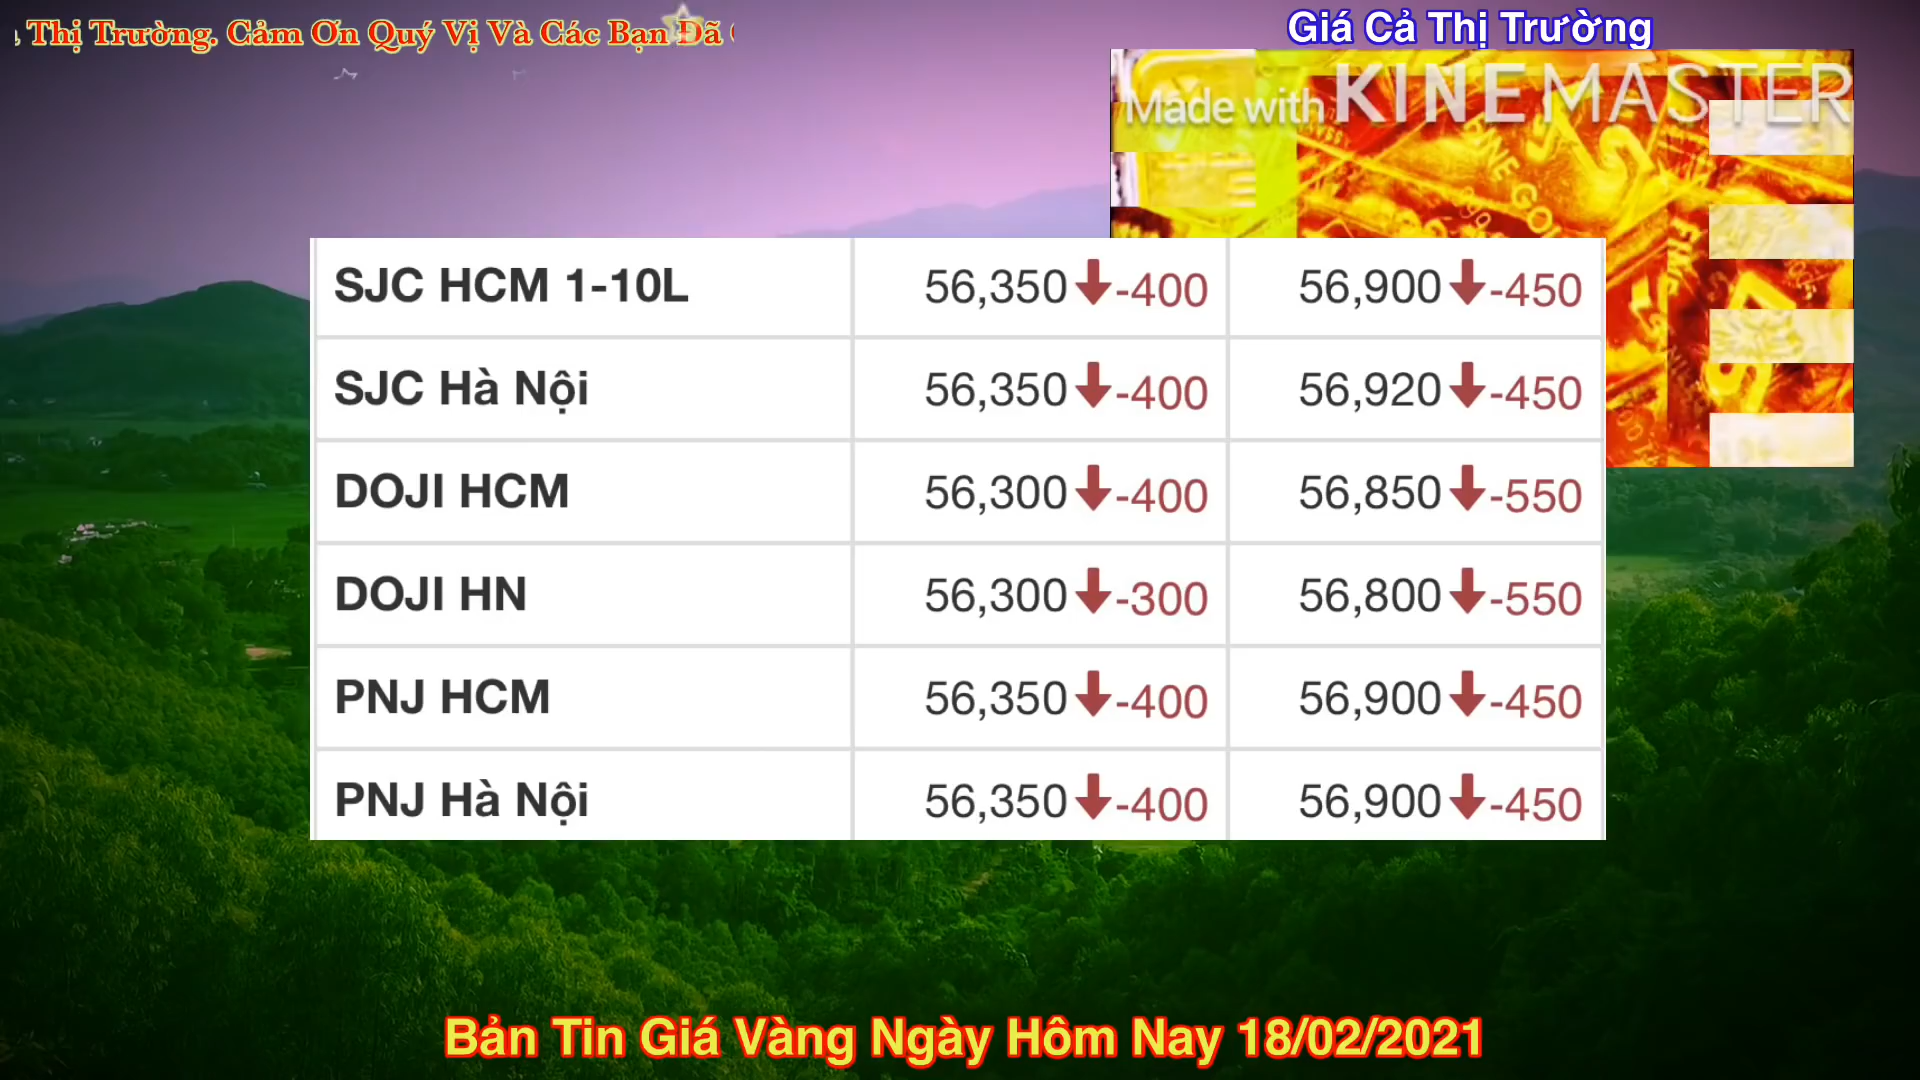 Thị Trường. Cảm Ơn Quý Vị Và Các Bạn Đã
Giá Cả Thị Trường
Made with KINEMASTER
SJC HCM 1-10L 56,350 -400 56,900 -450
SJC Hà Nội 56,350 -400 56,920 -450
DOJI HCM 56,300 -400 56,850 -550
DOJI HN 56,300 -300 56,800 -550
PNJ HCM 56,350 -400 56,900 -450
PNJ Hà Nội 56,350 -400 56,900 -450
Bản Tin Giá Vàng Ngày Hôm Nay 18/02/2021